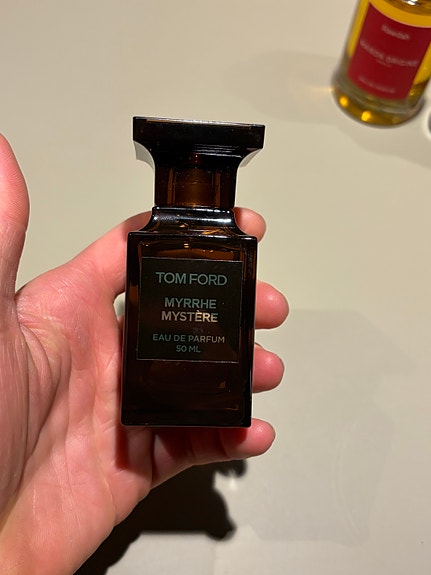 TOM FORD
MYRRHE
MYSTÈRE
EAU DE PARFUM
50 ML